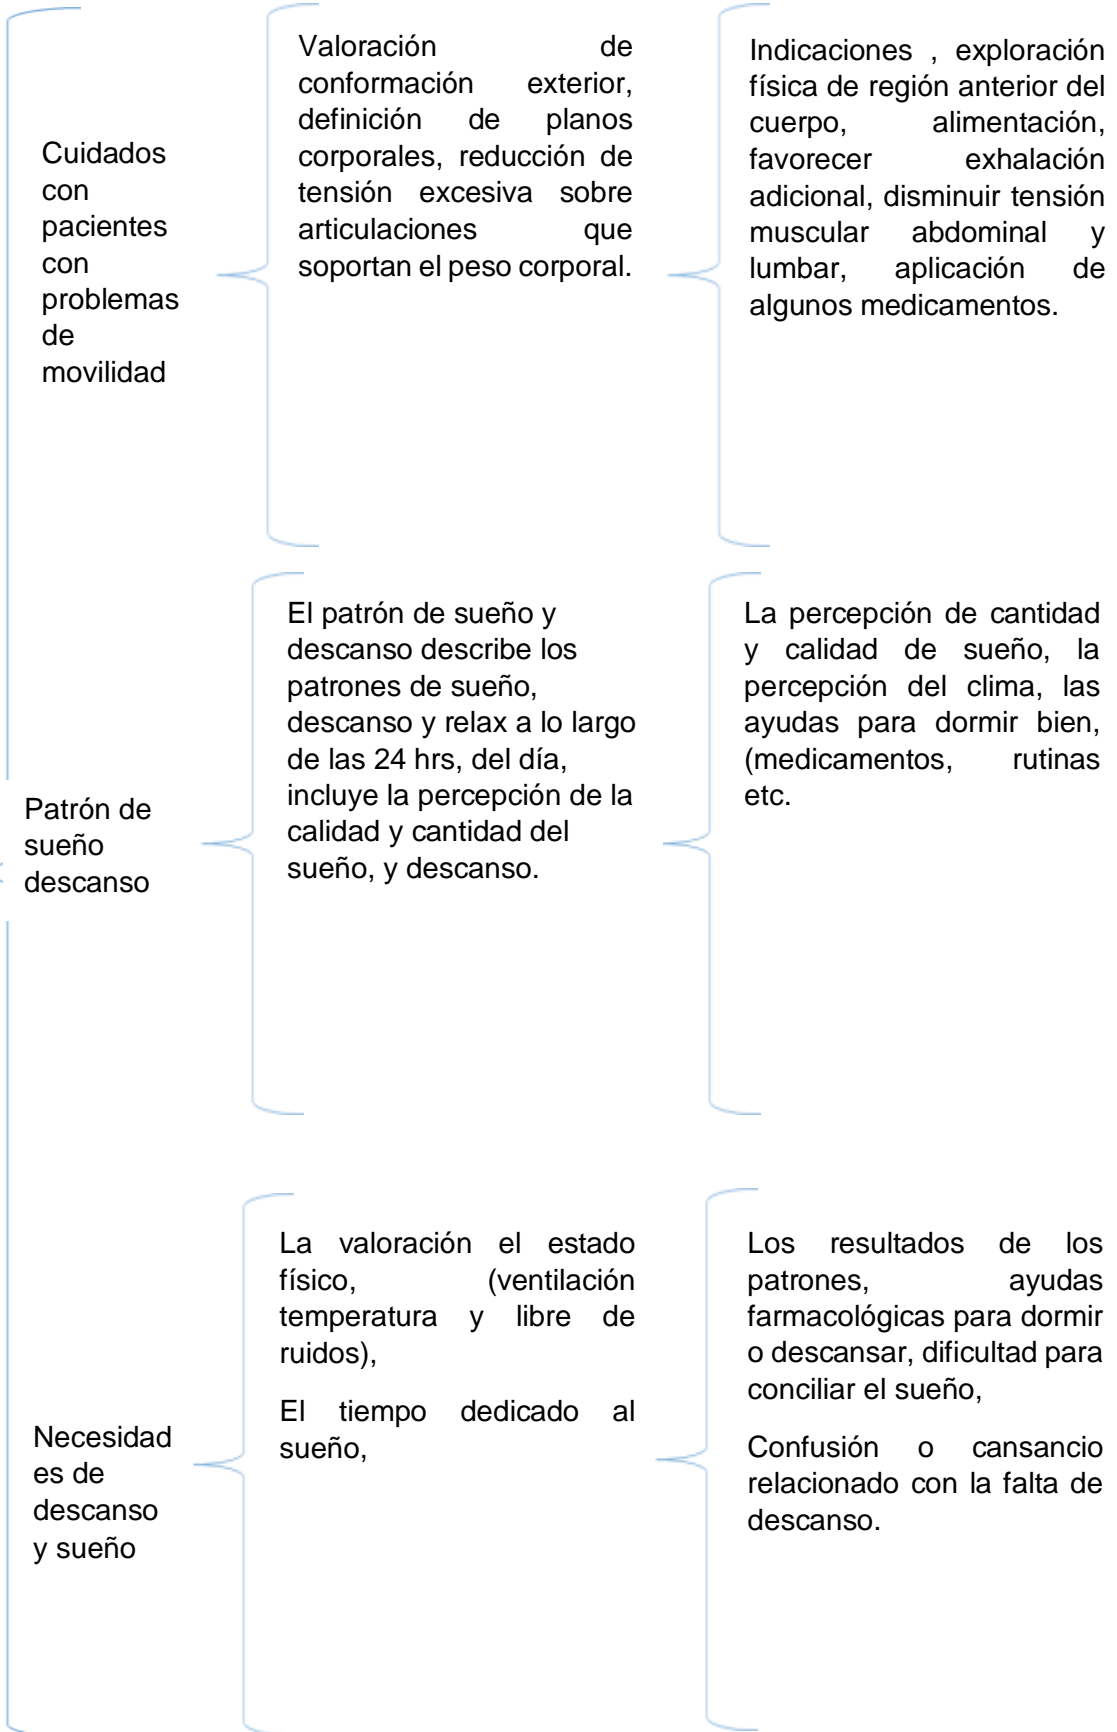 Cuidados
con
pacientes
con
problemas
de
movilidad
Valoración de
conformación exterior,
definición de planos
corporales, reducción de
tensión excesiva sobre
articulaciones que
soportan el peso corporal.
Indicaciones , exploración
física de región anterior del
cuerpo, alimentación,
favorecer exhalación
adicional, disminuir tensión
muscular abdominal y
lumbar, aplicación de
algunos medicamentos.
Patrón de
sueño
descanso
El patrón de sueño y
descanso describe los
patrones de sueño,
descanso y relax a lo largo
de las 24 hrs, del día,
incluye la percepción de la
calidad y cantidad del
sueño, y descanso.
La percepción de cantidad
y calidad de sueño, la
percepción del clima, las
ayudas para dormir bien,
(medicamentos, rutinas
etc.
Necesidad
es de
descanso
y sueño
La valoración el estado
físico, (ventilación
temperatura y libre de
ruidos),
El tiempo dedicado al
sueño,
Los resultados de los
patrones, ayudas
farmacológicas para dormir
o descansar, dificultad para
conciliar el sueño,
Confusión o cansancio
relacionado con la falta de
descanso.